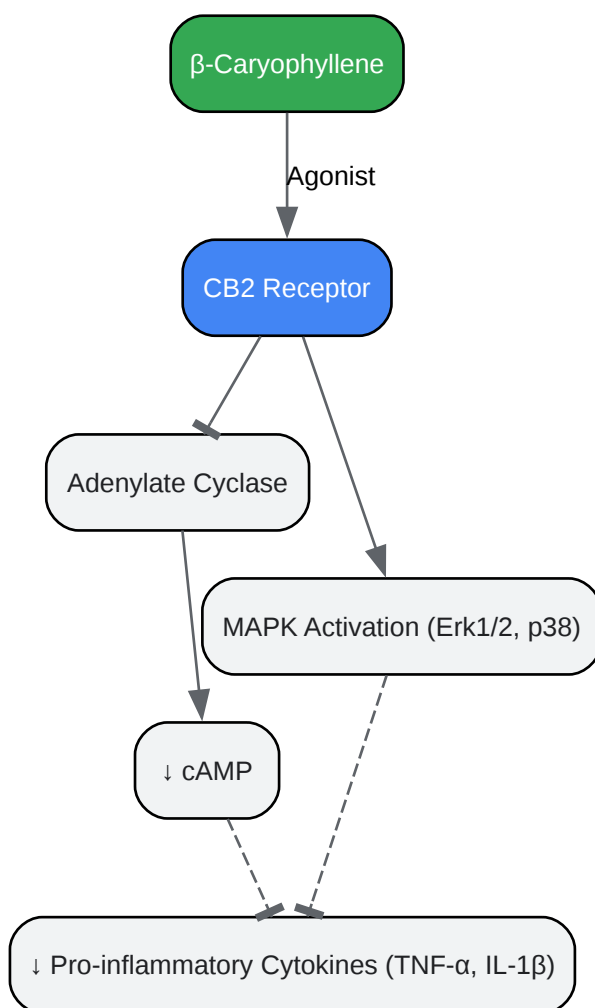 β-Caryophyllene
Agonist
CB2 Receptor
Adenylate Cyclase
MAPK Activation (Erk1/2, p38)
↓ cAMP
↓ Pro-inflammatory Cytokines (TNF-α, IL-1β)